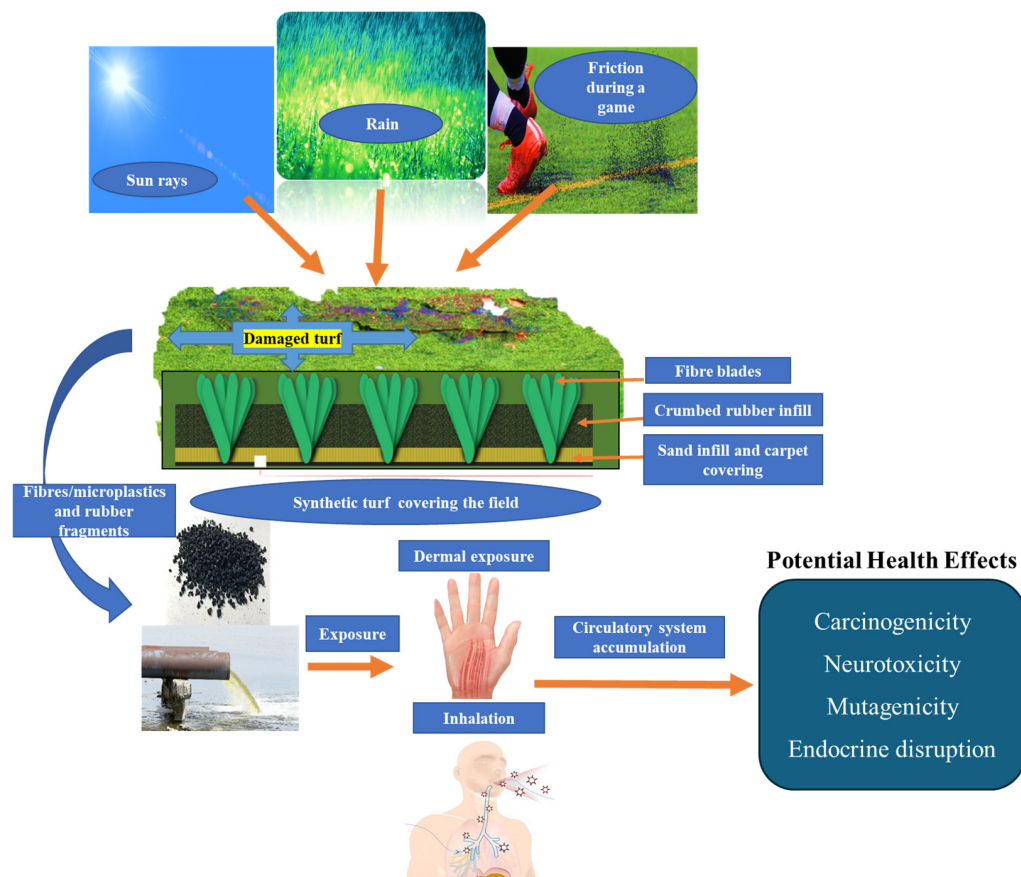 Sun rays
Rain
Friction
during a
game
Damaged turf
Fibre blades
Crumbed rubber infill
Sand infill and carpet
covering
Synthetic turf covering the field
Fibres/microplastics
and rubber
fragments
Exposure
Dermal exposure
Inhalation
Circulatory system
accumulation
Potential Health Effects
Carcinogenicity
Neurotoxicity
Mutagenicity
Endocrine disruption